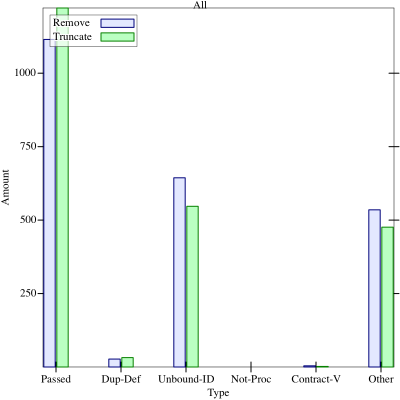 All
Remove
Truncate
1000
750
500
250
Amount
Passed Dup-Def Unbound-ID Not-Proc Contract-V Other
Type